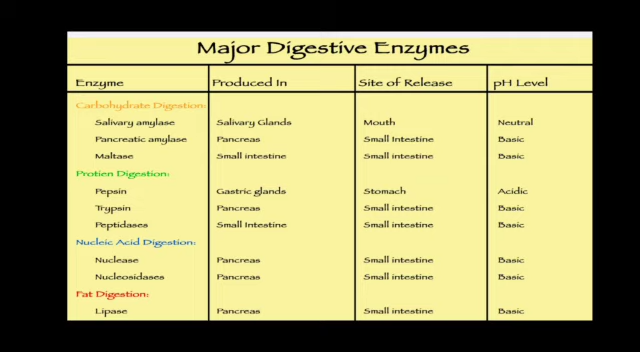 Major Digestive Enzymes
Enzyme Produced In Site of Release pH Level
Carbohydrate Digestion:
Salivary amylase Salivary Glands Mouth Neutral
Pancreatic amylase Pancreas Small Intestine Basic
Maltase Small intestine Small intestine Basic
Protien Digestion:
Pepsin Gastric glands Stomach Acidic
Trypsin Pancreas Small intestine Basic
Peptidases Small Intestine Small intestine Basic
Nucleic Acid Digestion:
Nuclease Pancreas Small intestine Basic
Nucleosidases Pancreas Small intestine Basic
Fat Digestion:
Lipase Pancreas Small intestine Basic